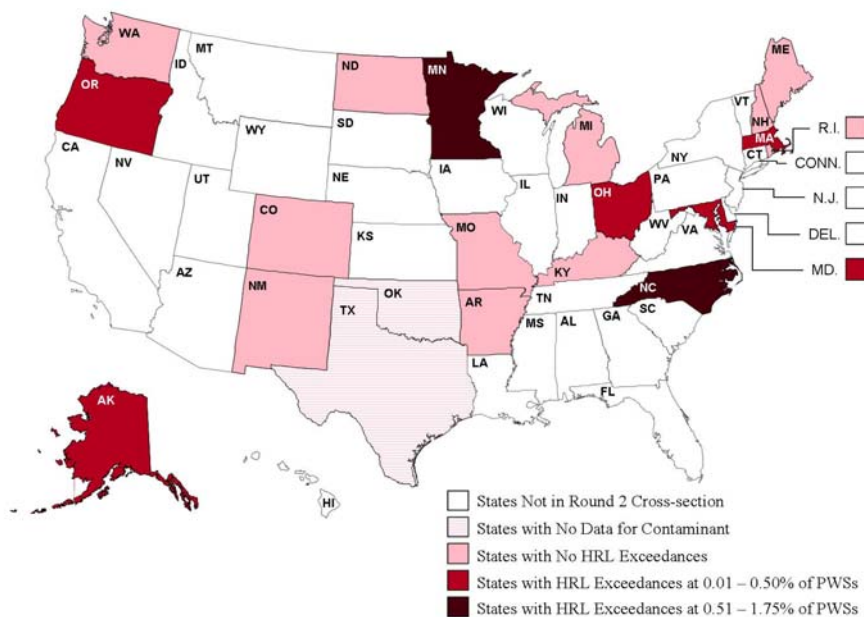 WA
MT
ND
MN
ME
ID
OR
VT
WI
SD
NH
MI
R.I.
MA
WY
CA
NV
NY
CT
CONN.
IA
NE
PA
UT
IL
IN
OH
N.J.
CO
WV
VA
MO
KS
DEL.
KY
AZ
NC
MD.
NM
OK
AR
TN
TX
SC
MS
AL
GA
LA
FL
AK
HI
States Not in Round 2 Cross-section
States with No Data for Contaminant
States with No HRL Exceedances
States with HRL Exceedances at 0.01 – 0.50% of PWSs
States with HRL Exceedances at 0.51 – 1.75% of PWSs